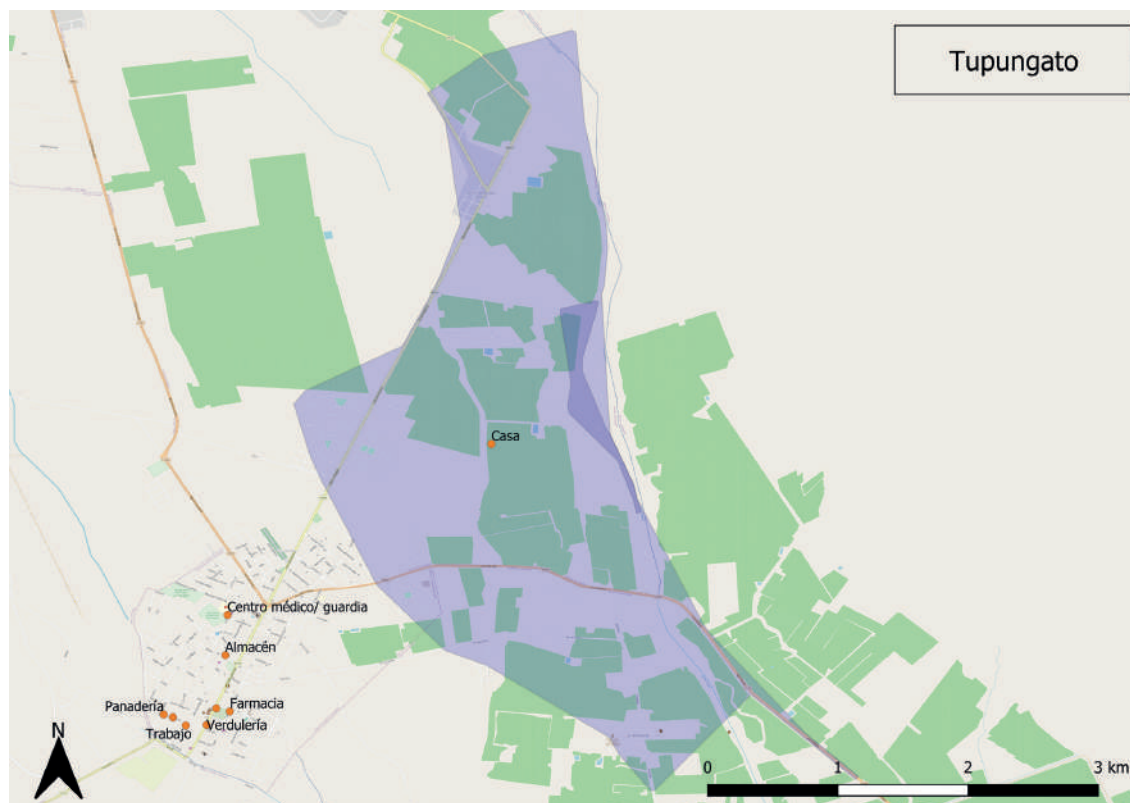 Tupungato
Casa
Centro médico/ guardia
Almacén
Panadería
Farmacia
Trabajo
Verdulería
N
0
1
2
3 km